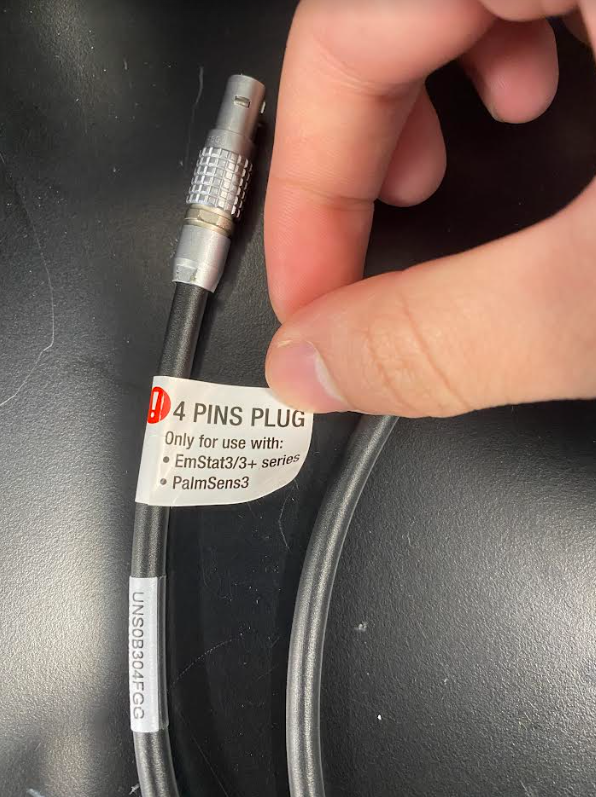 4 PINS PLUG
Only for use with:
• EmStat3/3+ series
• PalmSens3
UNS0B304FGG